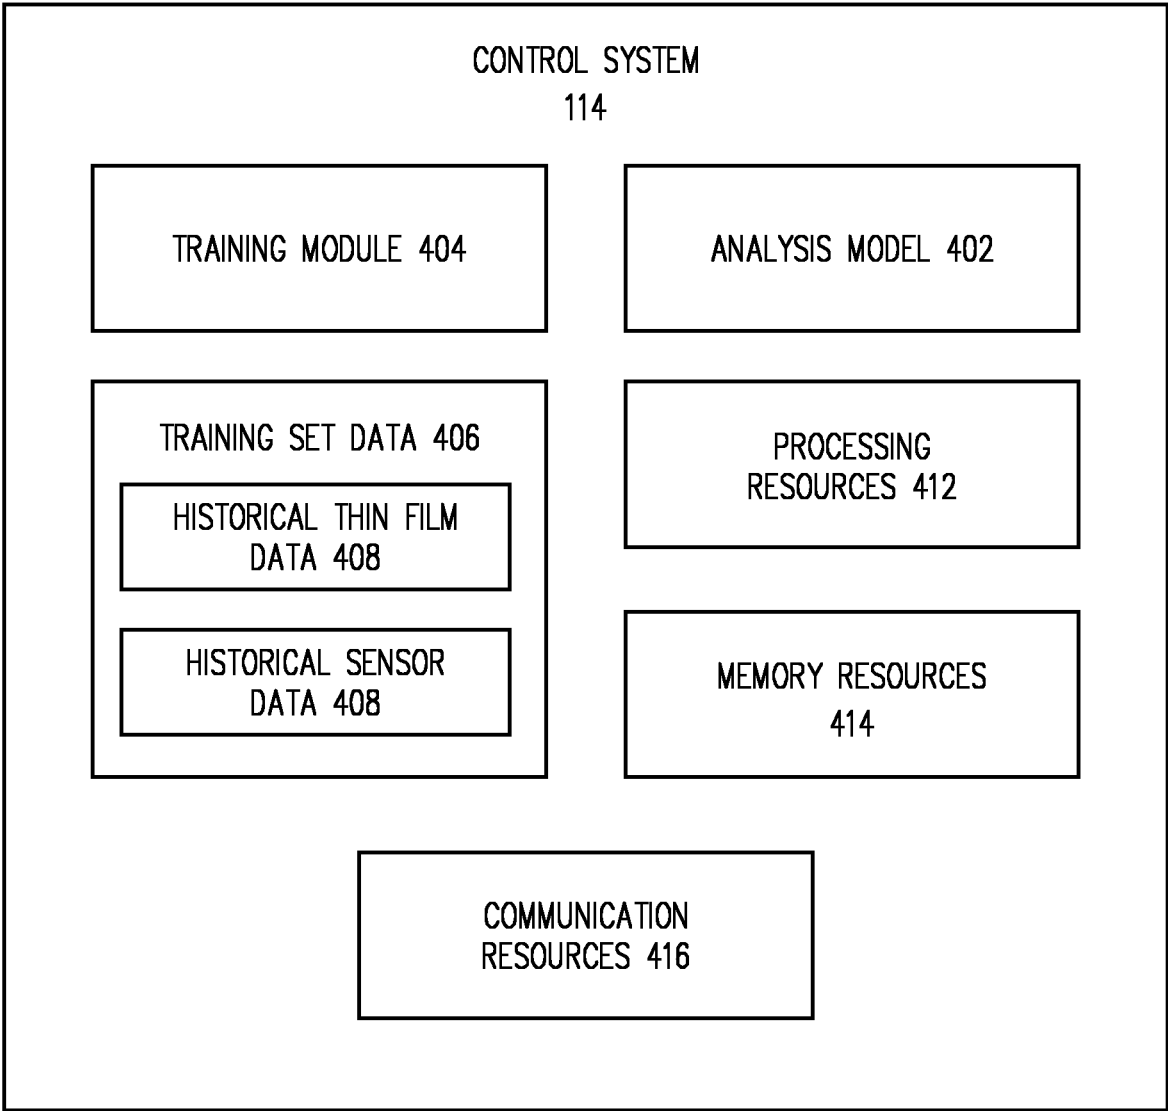 CONTROL SYSTEM
114
TRAINING MODULE 404
ANALYSIS MODEL 402
TRAINING SET DATA 406
HISTORICAL THIN FILM
DATA 408
HISTORICAL SENSOR
DATA 408
PROCESSING
RESOURCES 412
MEMORY RESOURCES
414
COMMUNICATION
RESOURCES 416